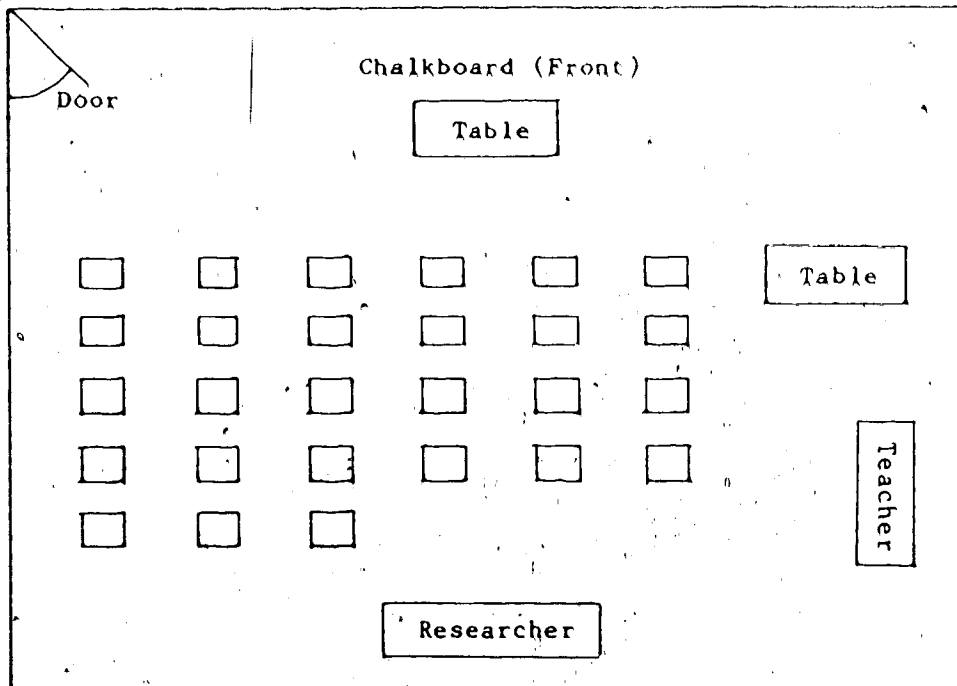 Chalkboard (Front)
Door
Table
Table
Teacher
Researcher